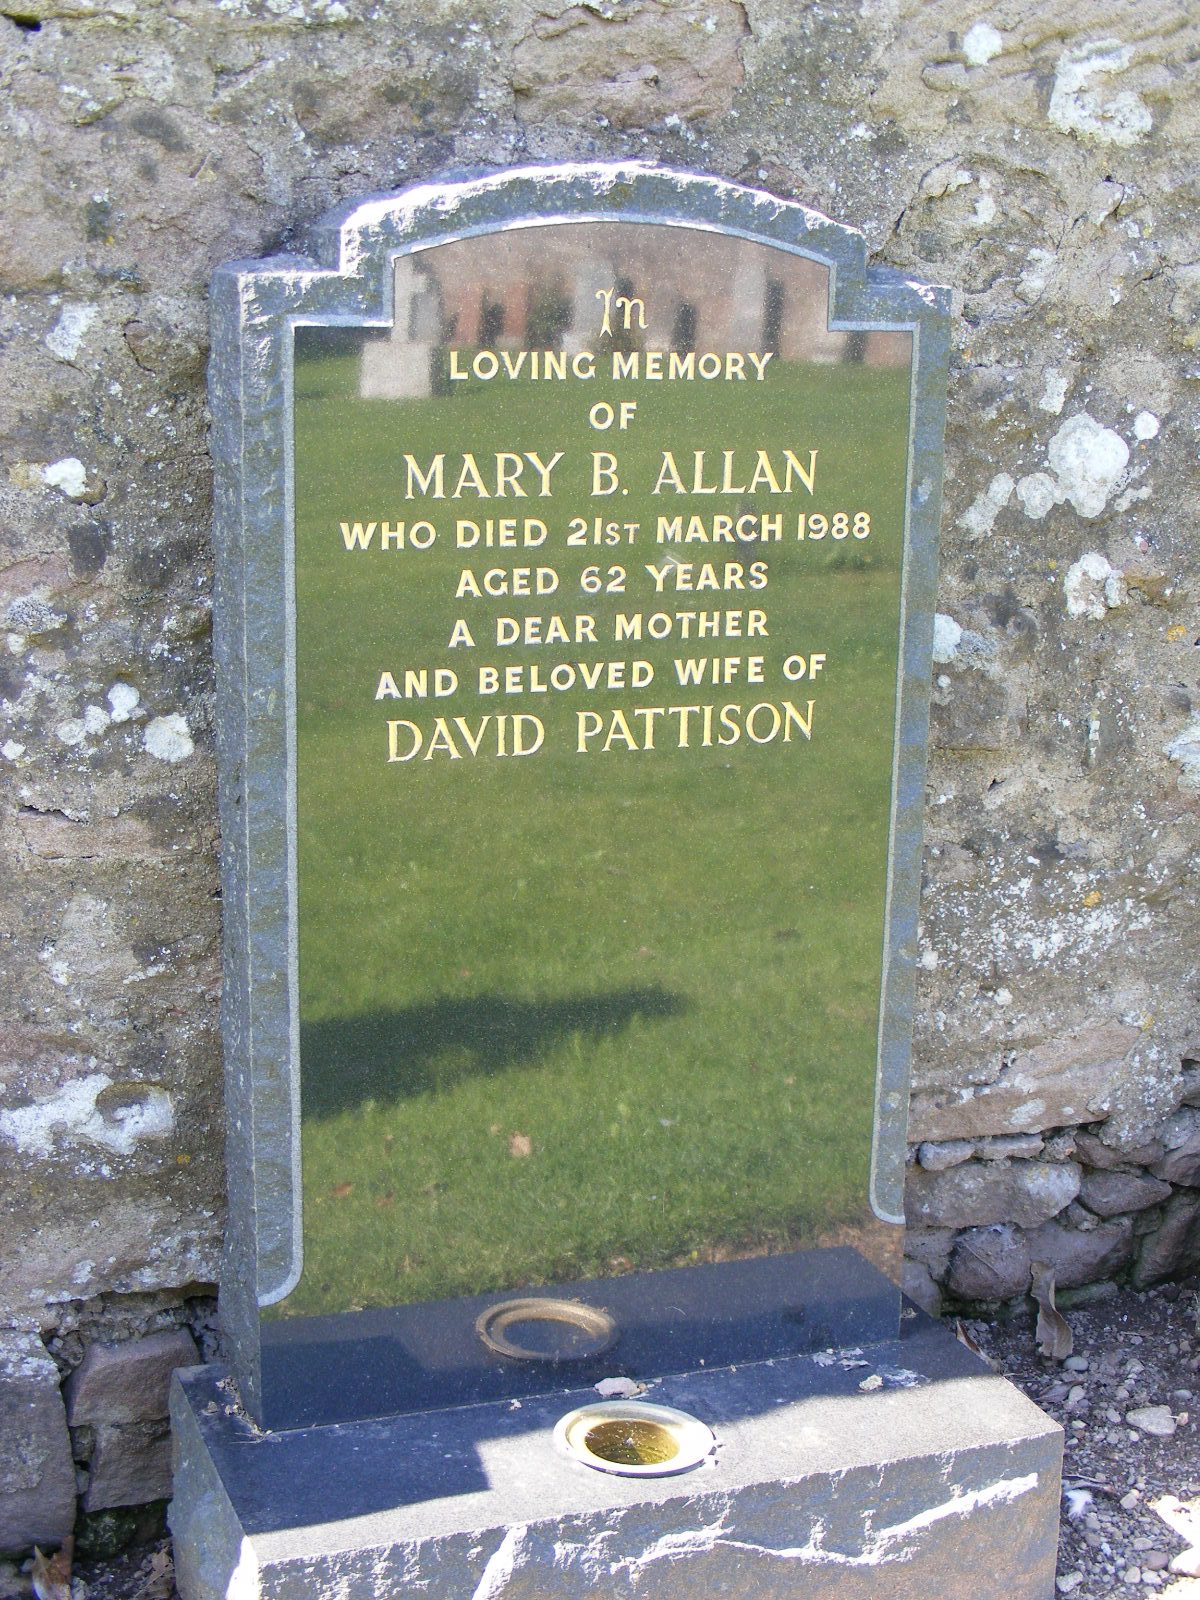 In
LOVING MEMORY
OF
MARY B. ALLAN
WHO DIED 21ST MARCH 1988
AGED 62 YEARS
A DEAR MOTHER
AND BELOVED WIFE OF
DAVID PATTISON